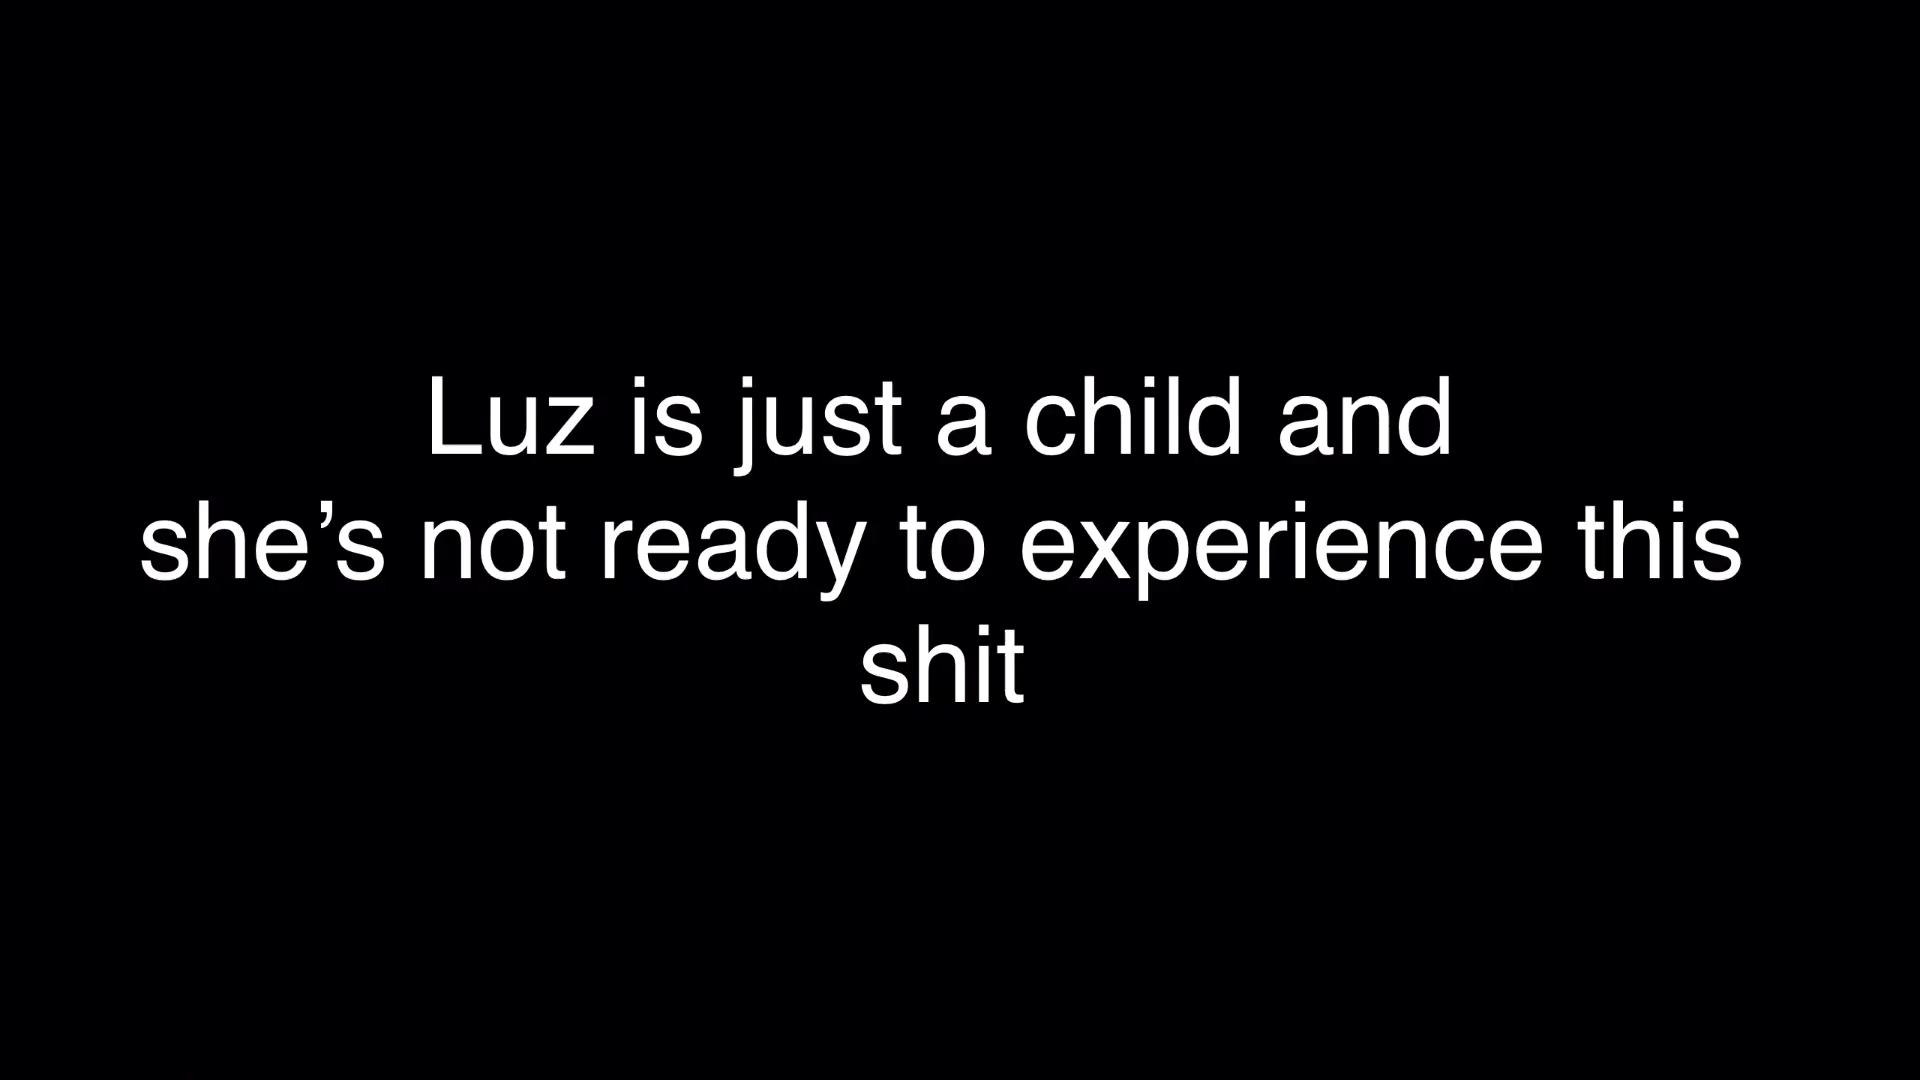 Luz is just a child and
she’s not ready to experience this
shit